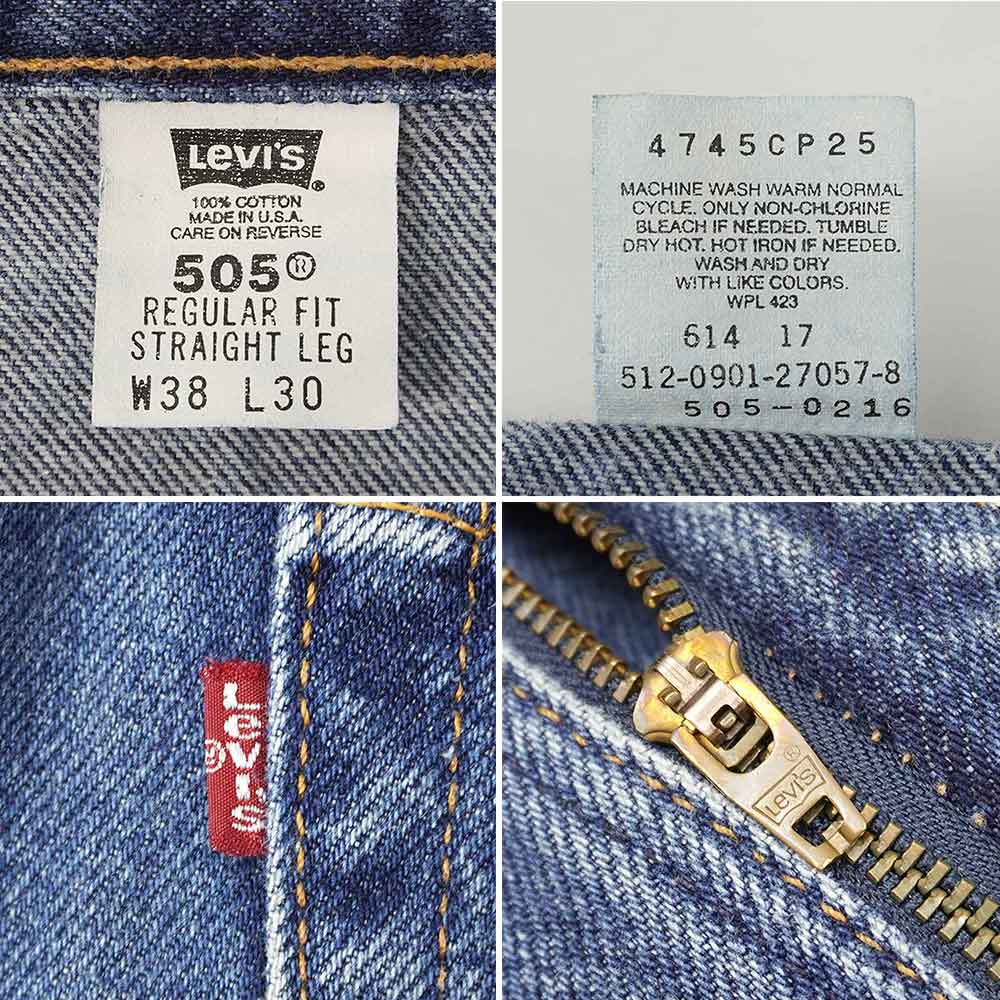 LEVI'S ®
100% COTTON
MADE IN U.S.A.
CARE ON REVERSE
505®
REGULAR FIT
STRAIGHT LEG
W38 L30
4745CP25
MACHINE WASH WARM NORMAL
CYCLE. ONLY NON-CHLORINE
BLEACH IF NEEDED. TUMBLE
DRY HOT. HOT IRON IF NEEDED.
WASH AND DRY
WITH LIKE COLORS.
WPL 423
614 17
512-0901-27057-8
505-0216
LEVI'S ®
LEVI'S ®